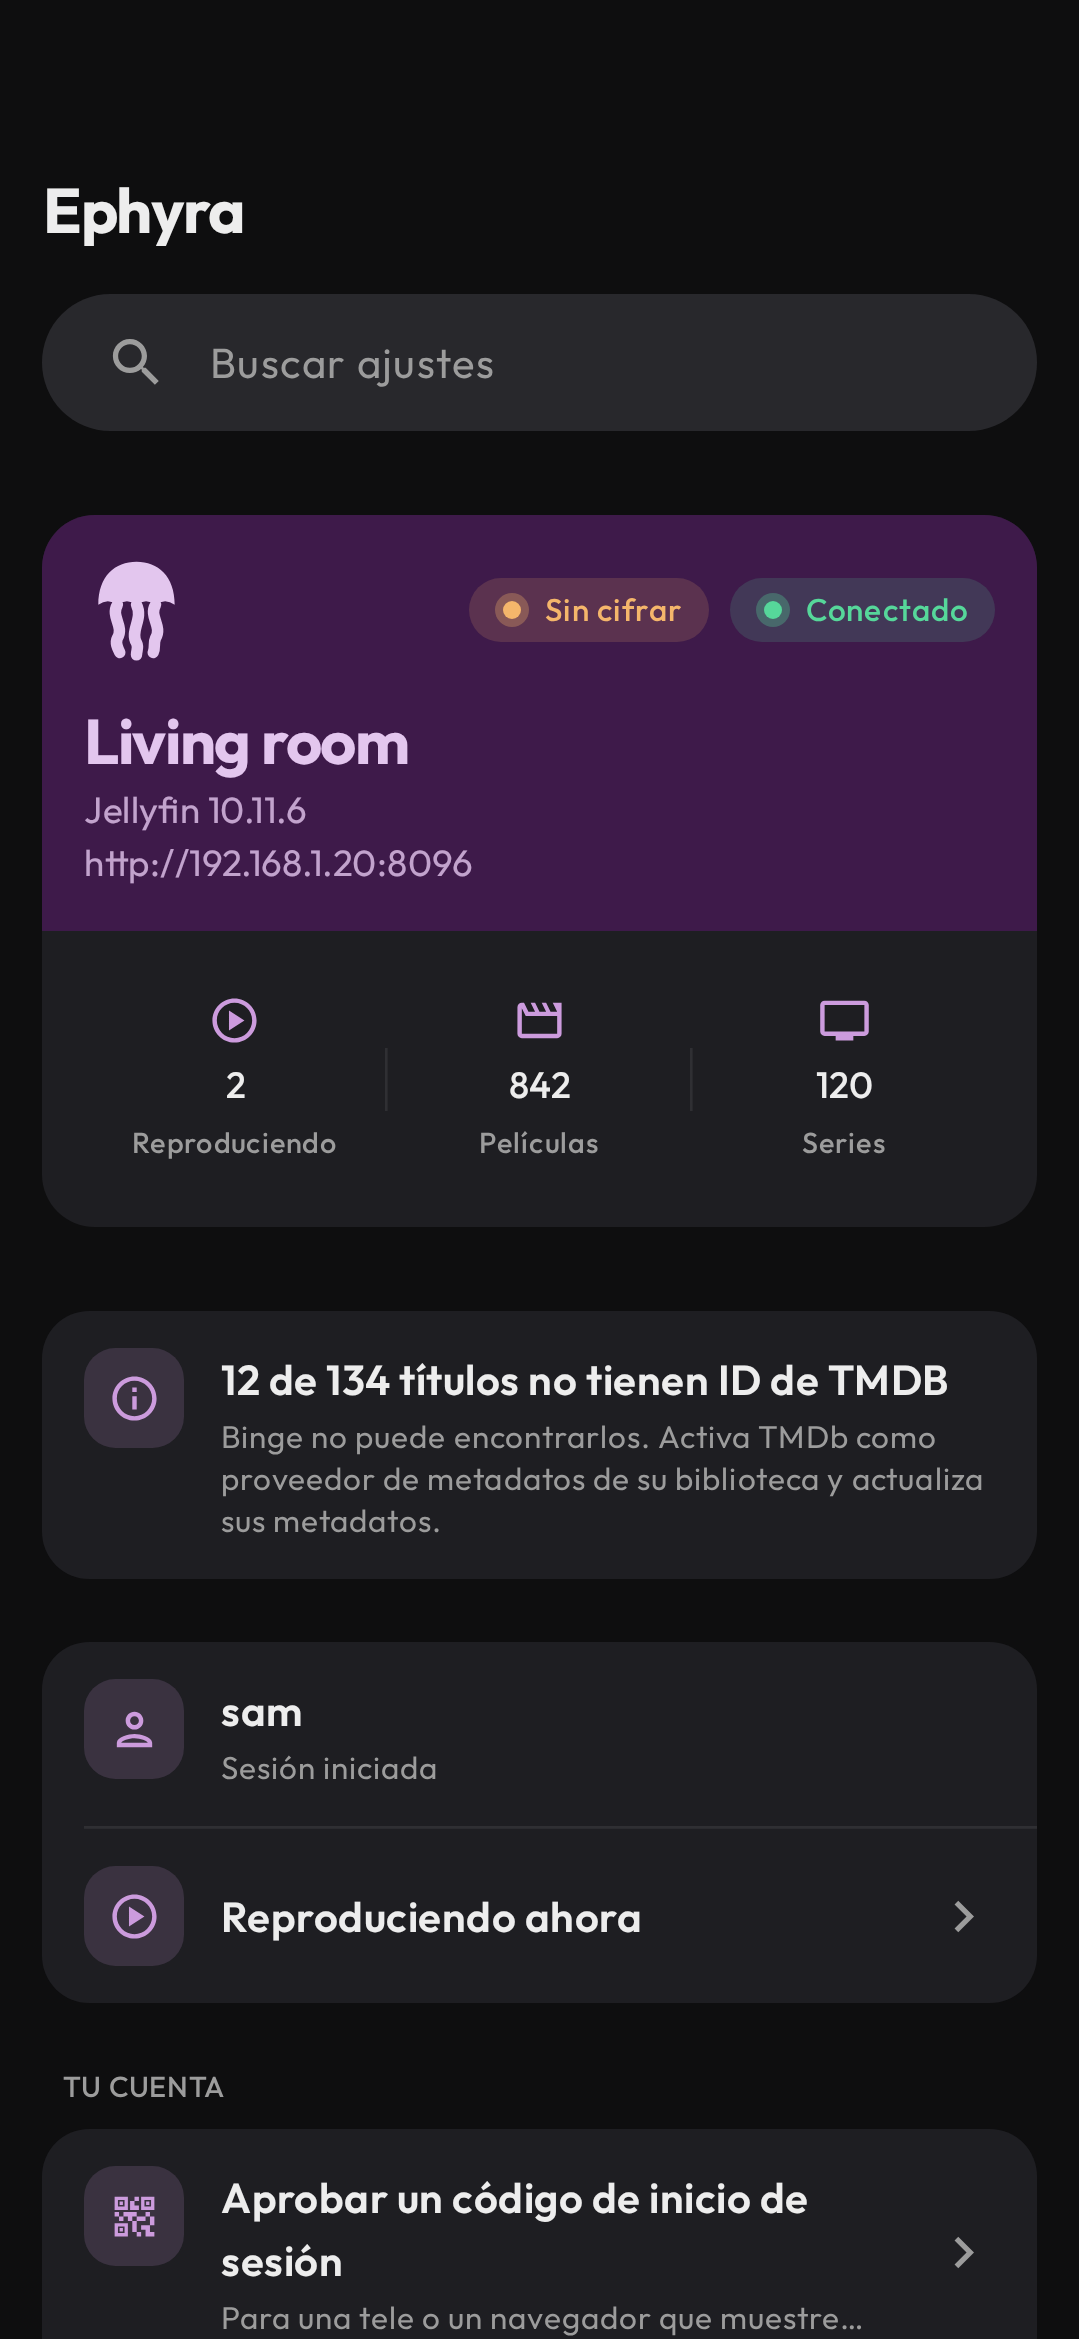 Ephyra
Buscar ajustes
Sin cifrar
Conectado
Living room
Jellyfin 10.11.6
http://192.168.1.20:8096
2
842
120
Reproduciendo
Películas
Series
12 de 134 títulos no tienen ID de TMDB
Binge no puede encontrarlos. Activa TMDb como
proveedor de metadatos de su biblioteca y actualiza
sus metadatos.
sam
Sesión iniciada
Reproduciendo ahora
TU CUENTA
Aprobar un código de inicio de
sesión
Para una tele o un navegador que muestre…